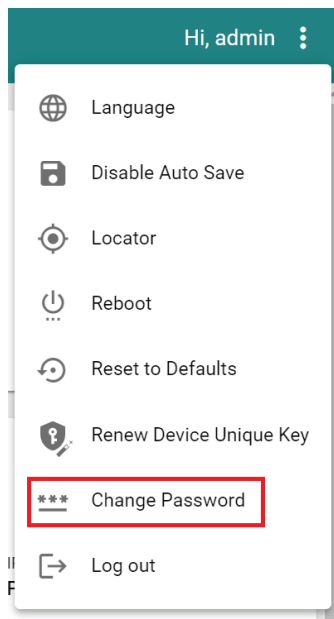 Hi, admin
Language
Disable Auto Save
Locator
Reboot
Reset to Defaults
Renew Device Unique Key
*** Change Password
Log out